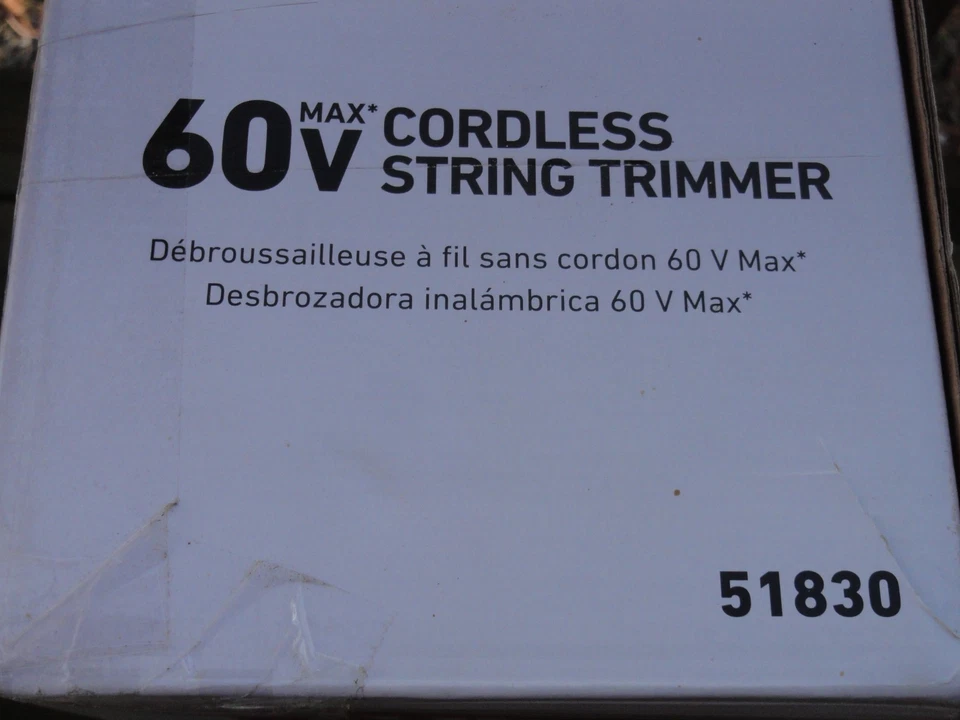 60V MAX* CORDLESS
STRING TRIMMER
Débroussailleuse à fil sans cordon 60 V Max*
Desbrozadora inalámbrica 60 V Max*
51830